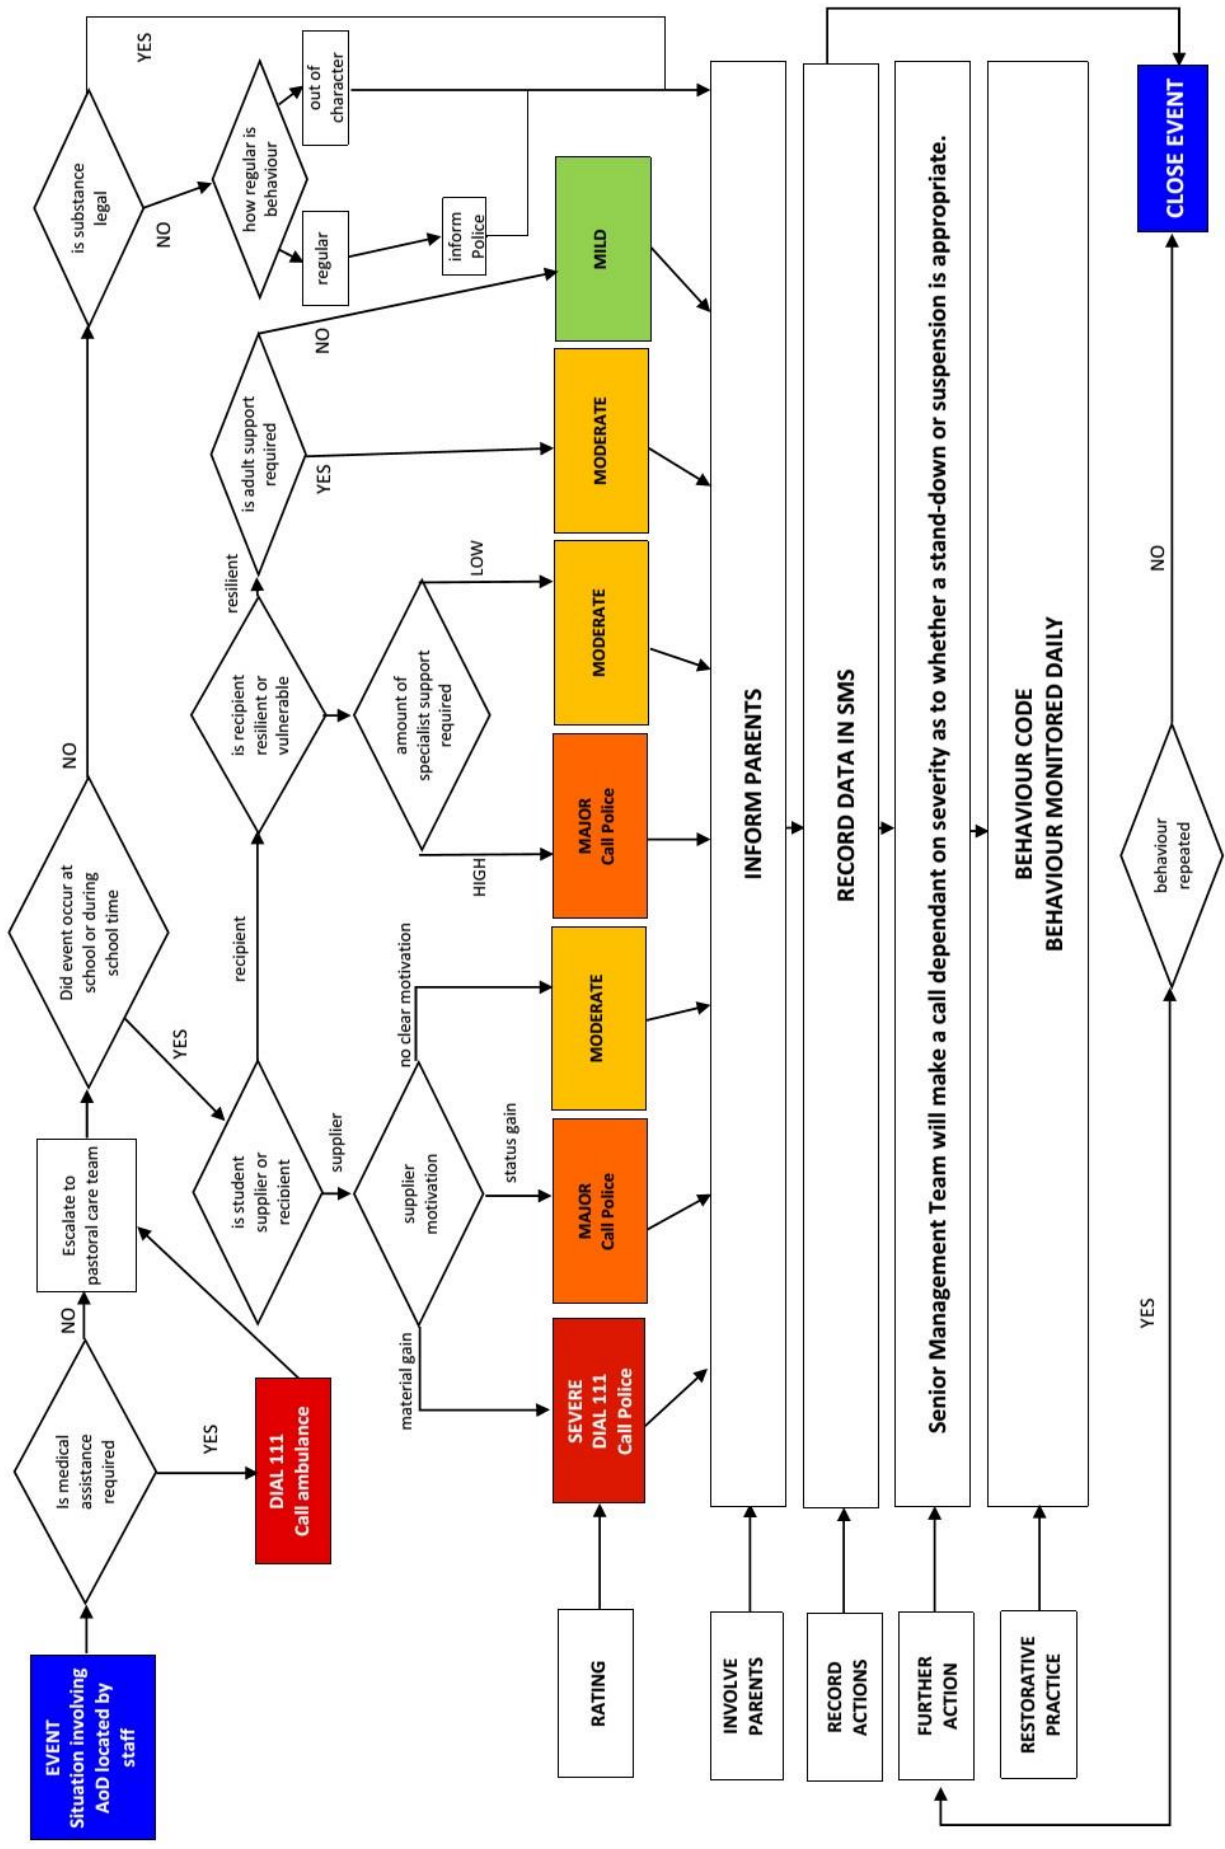 EVENT
Situation involving
AoD located by
staff
Is medical
assistance
required
NO
YES
DIAL 111
Call ambulance
Escalate to
pastoral care team
Did event occur at
school or during
school time
NO
YES
is substance
legal
YES
NO
how regular is
behaviour
out of
character
regular
inform
Police
is student
supplier or
recipient
recipient
supplier
is recipient
resilient or
vulnerable
resilient
is adult support
required
NO
YES
supplier
motivation
material gain
status gain
no clear motivation
amount of
specialist support
required
HIGH
LOW
RATING
SEVERE
DIAL 111
Call Police
MAJOR
Call Police
MODERATE
MAJOR
Call Police
MODERATE
MODERATE
MILD
INVOLVE
PARENTS
INFORM PARENTS
RECORD
ACTIONS
RECORD DATA IN SMS
FURTHER
ACTION
Senior Management Team will make a call dependant on severity as to whether a stand-down or suspension is appropriate.
RESTORATIVE
PRACTICE
BEHAVIOUR CODE
BEHAVIOUR MONITORED DAILY
YES
behaviour
repeated
NO
CLOSE EVENT